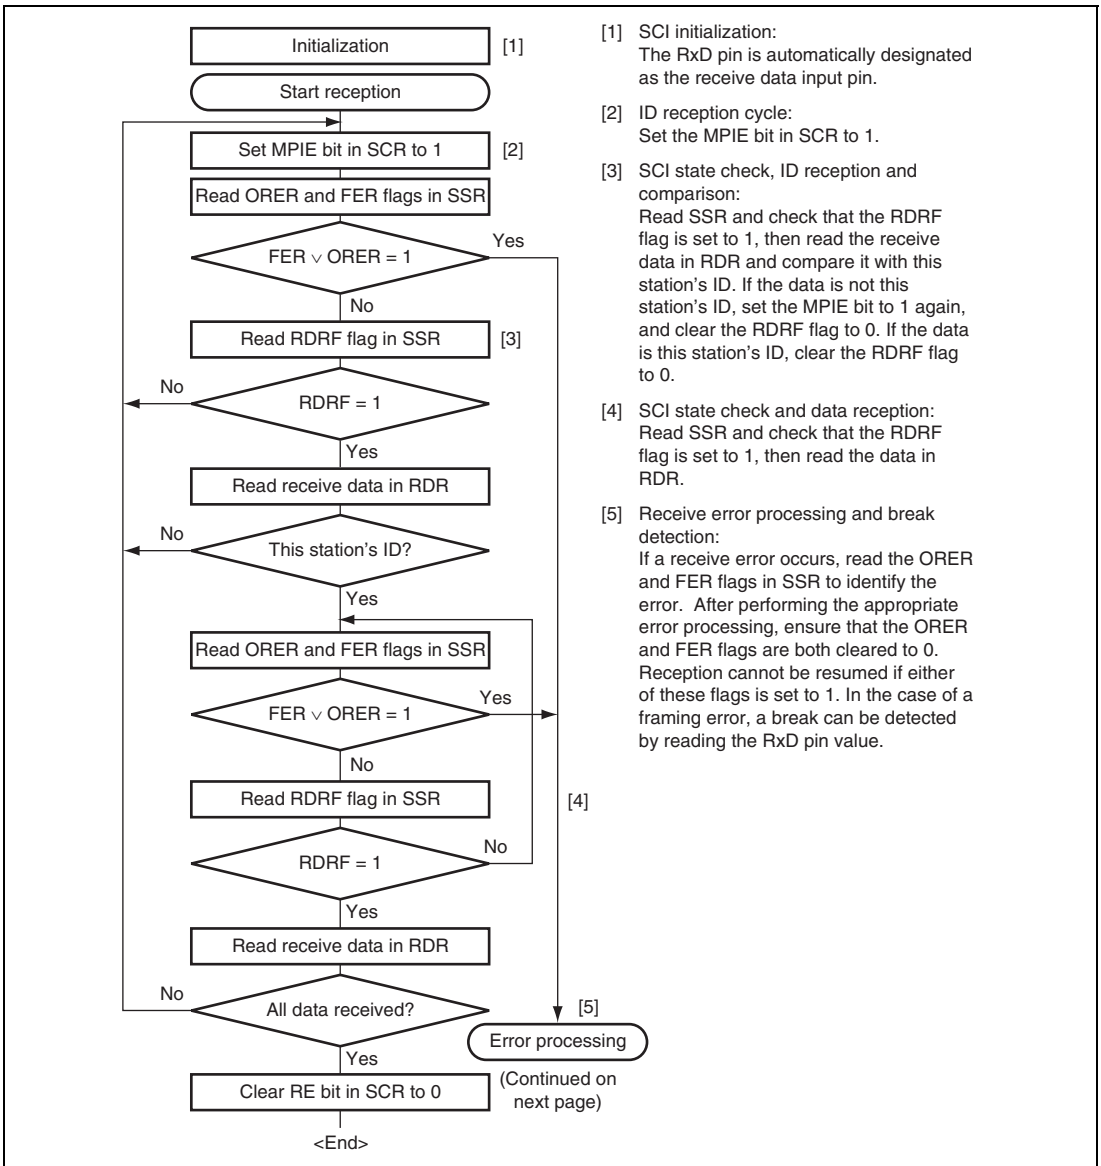 Initialization
[1]
Start reception
Set MPIE bit in SCR to 1
[2]
Read ORER and FER flags in SSR
FER ∨ ORER = 1
Yes
No
Read RDRF flag in SSR
[3]
No
RDRF = 1
Yes
Read receive data in RDR
No
This station's ID?
Yes
Read ORER and FER flags in SSR
FER ∨ ORER = 1
Yes
No
Read RDRF flag in SSR
[4]
RDRF = 1
No
Yes
Read receive data in RDR
No
All data received?
[5]
Error processing
Yes
(Continued on
next page)
Clear RE bit in SCR to 0
<End>
[1] SCI initialization:
The RxD pin is automatically designated
as the receive data input pin.
[2] ID reception cycle:
Set the MPIE bit in SCR to 1.
[3] SCI state check, ID reception and
comparison:
Read SSR and check that the RDRF
flag is set to 1, then read the receive
data in RDR and compare it with this
station's ID. If the data is not this
station's ID, set the MPIE bit to 1 again,
and clear the RDRF flag to 0. If the data
is this station's ID, clear the RDRF flag
to 0.
[4] SCI state check and data reception:
Read SSR and check that the RDRF
flag is set to 1, then read the data in
RDR.
[5] Receive error processing and break
detection:
If a receive error occurs, read the ORER
and FER flags in SSR to identify the
error. After performing the appropriate
error processing, ensure that the ORER
and FER flags are both cleared to 0.
Reception cannot be resumed if either
of these flags is set to 1. In the case of a
framing error, a break can be detected
by reading the RxD pin value.